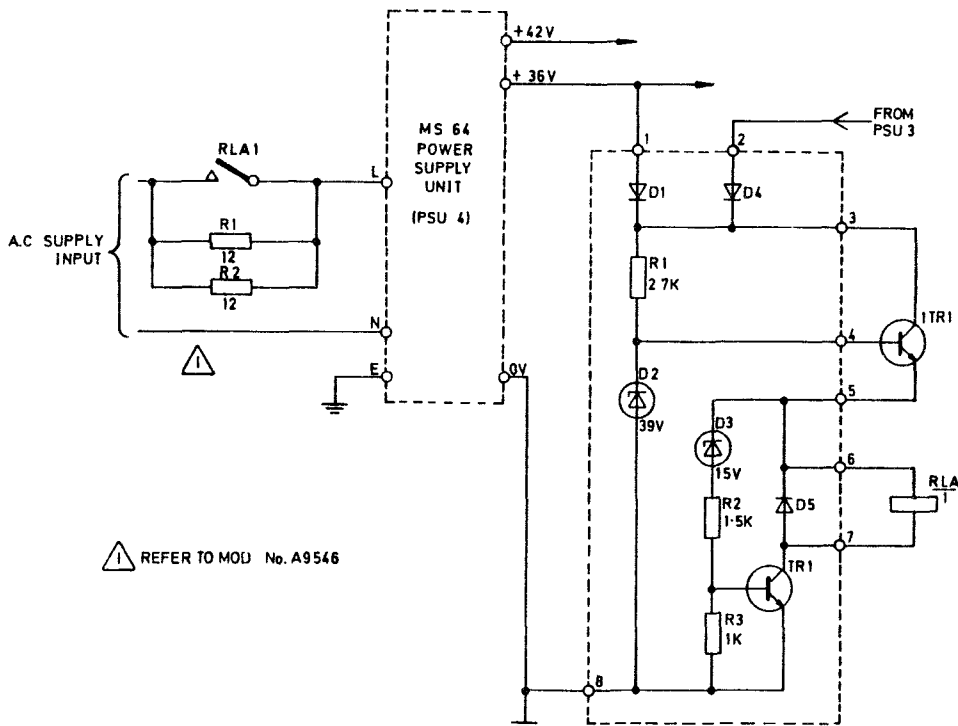 +42V
+36V
FROM
PSU 3
MS 64
POWER
SUPPLY
UNIT
(PSU 4)
RLA1
L
1
2
D1
D4
3
A.C SUPPLY
INPUT
R1
12
R2
12
R1
2·7K
N
4
1TR1
1
E
0V
D2
39V
5
D3
15V
6
RLA
1
R2
1·5K
D5
7
1 REFER TO MOD No. A9546
TR1
R3
1K
8